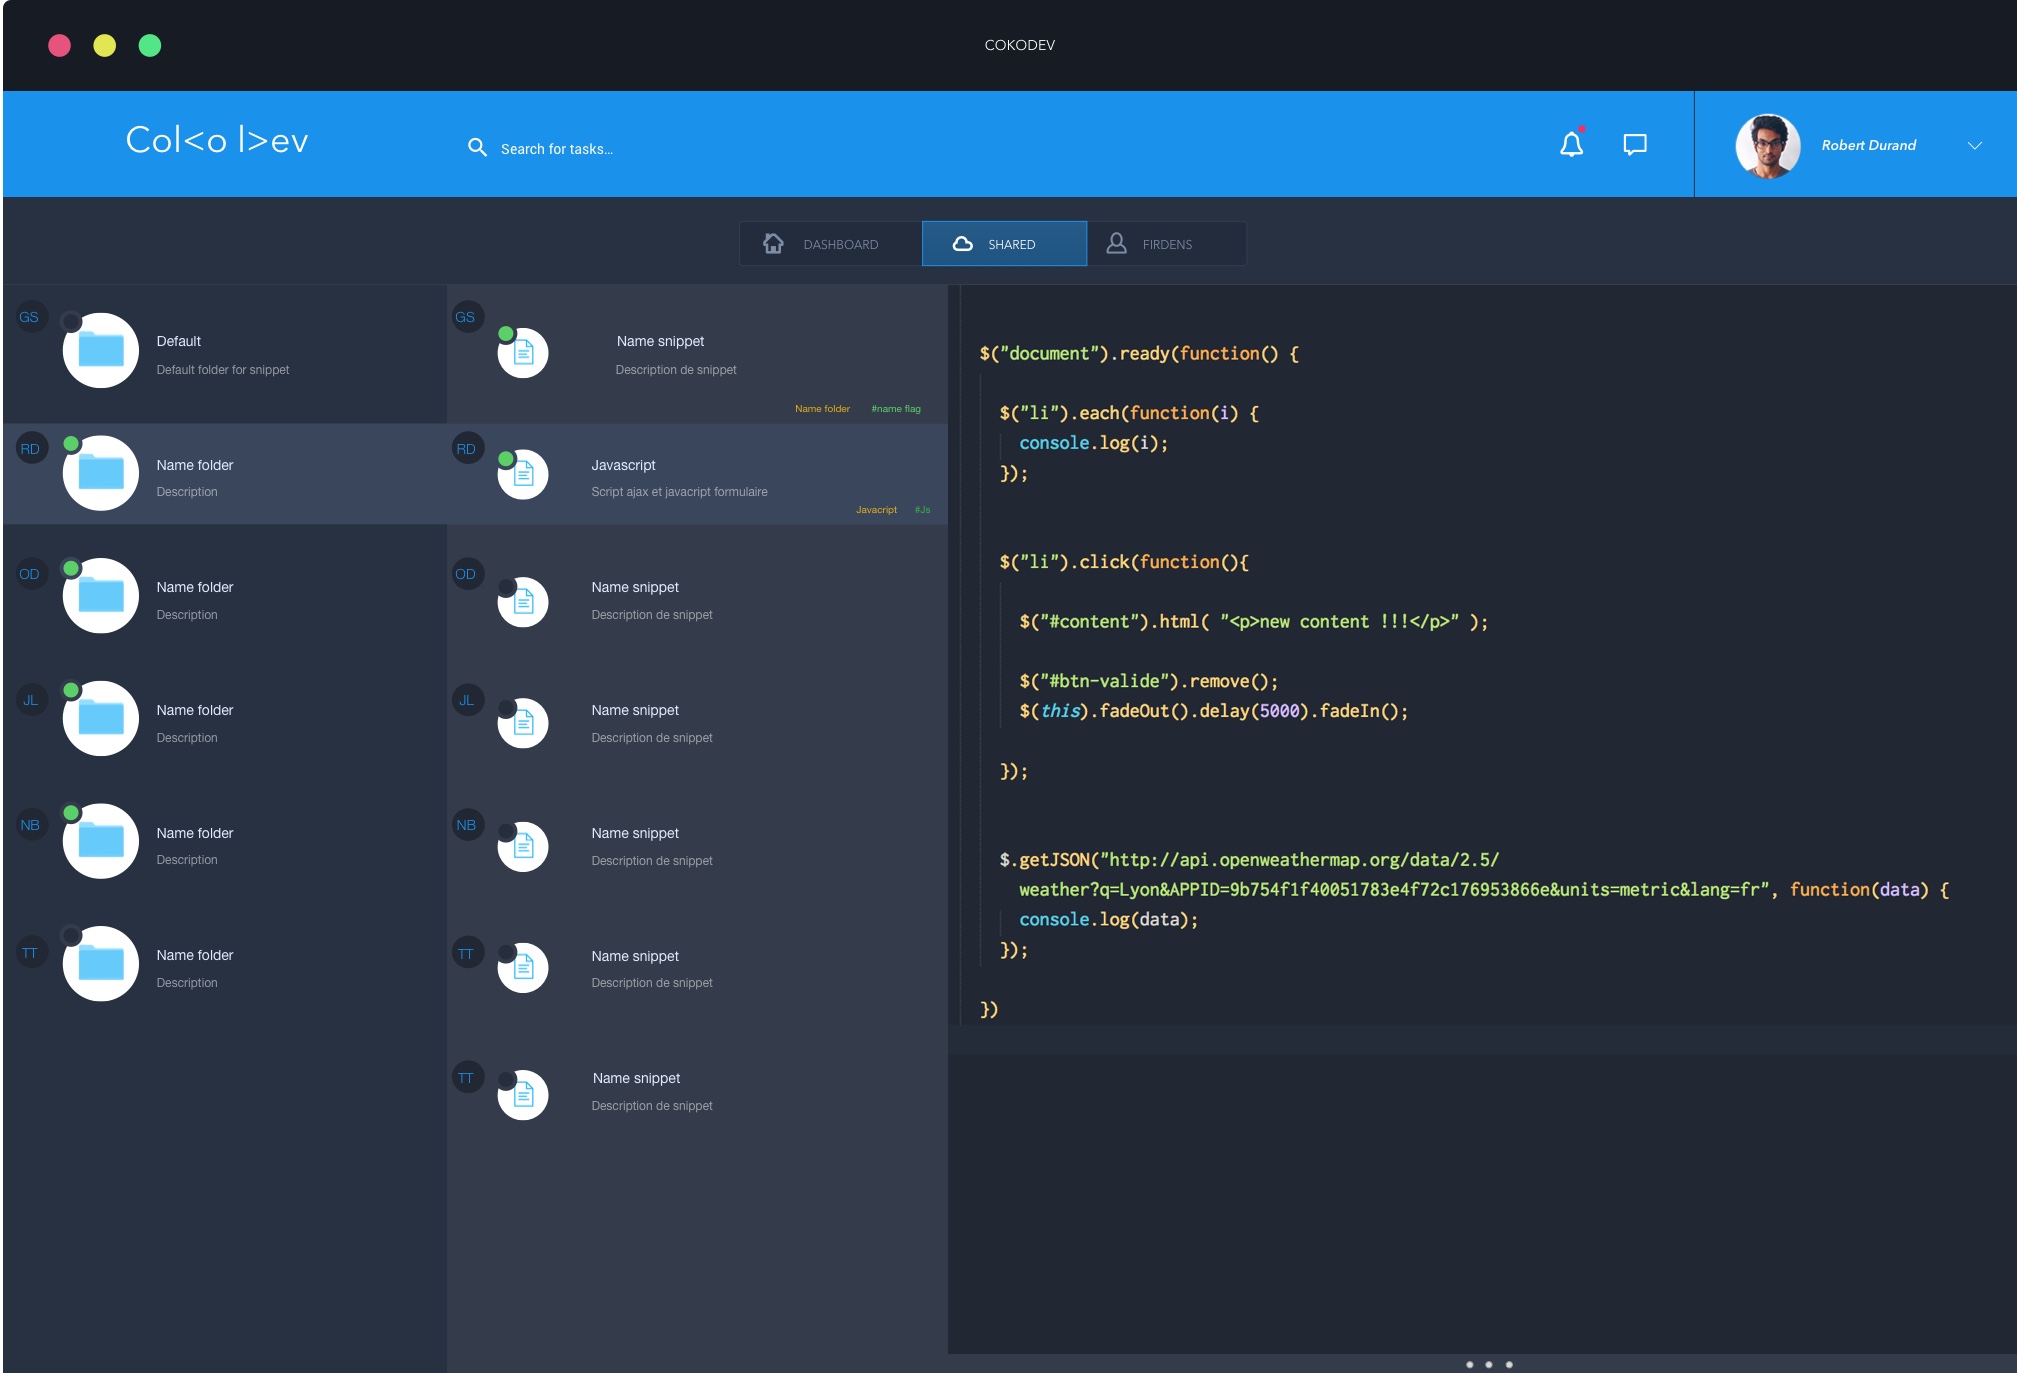 COKODEV
Col<o l>ev
Search for tasks...
Robert Durand
DASHBOARD
SHARED
FIRDENS
GS
Default
Default folder for snippet
RD
Name folder
Description
OD
Name folder
Description
JL
Name folder
Description
NB
Name folder
Description
TT
Name folder
Description
GS
Name snippet
Description de snippet
Name folder #name flag
RD
Javascript
Script ajax et javacript formulaire
Javacript #Js
OD
Name snippet
Description de snippet
JL
Name snippet
Description de snippet
NB
Name snippet
Description de snippet
TT
Name snippet
Description de snippet
TT
Name snippet
Description de snippet
$("document").ready(function() {
$("li").each(function(i) {
console.log(i);
});
$("li").click(function(){
$("#content").html( "<p>new content !!!</p>" );
$("#btn-valide").remove();
$(this).fadeOut().delay(5000).fadeIn();
});
$.getJSON("http://api.openweathermap.org/data/2.5/
weather?q=Lyon&APPID=9b754f1f40051783e4f72c176953866e&units=metric&lang=fr", function(data) {
console.log(data);
});
})